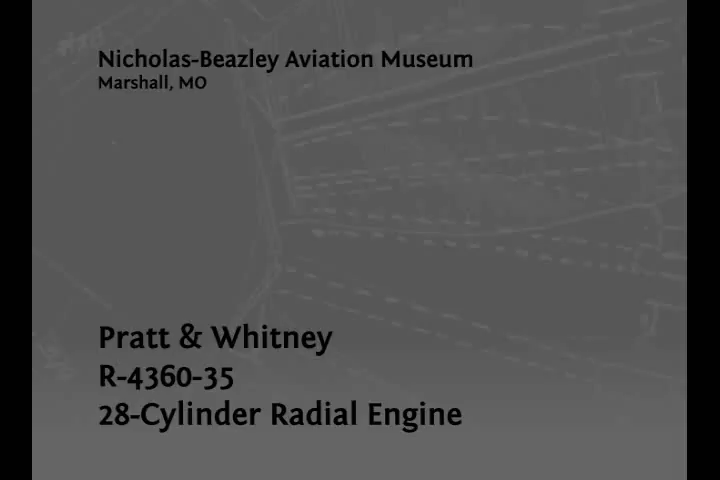 Nicholas-Beazley Aviation Museum
Marshall, MO
Pratt & Whitney
R-4360-35
28-Cylinder Radial Engine